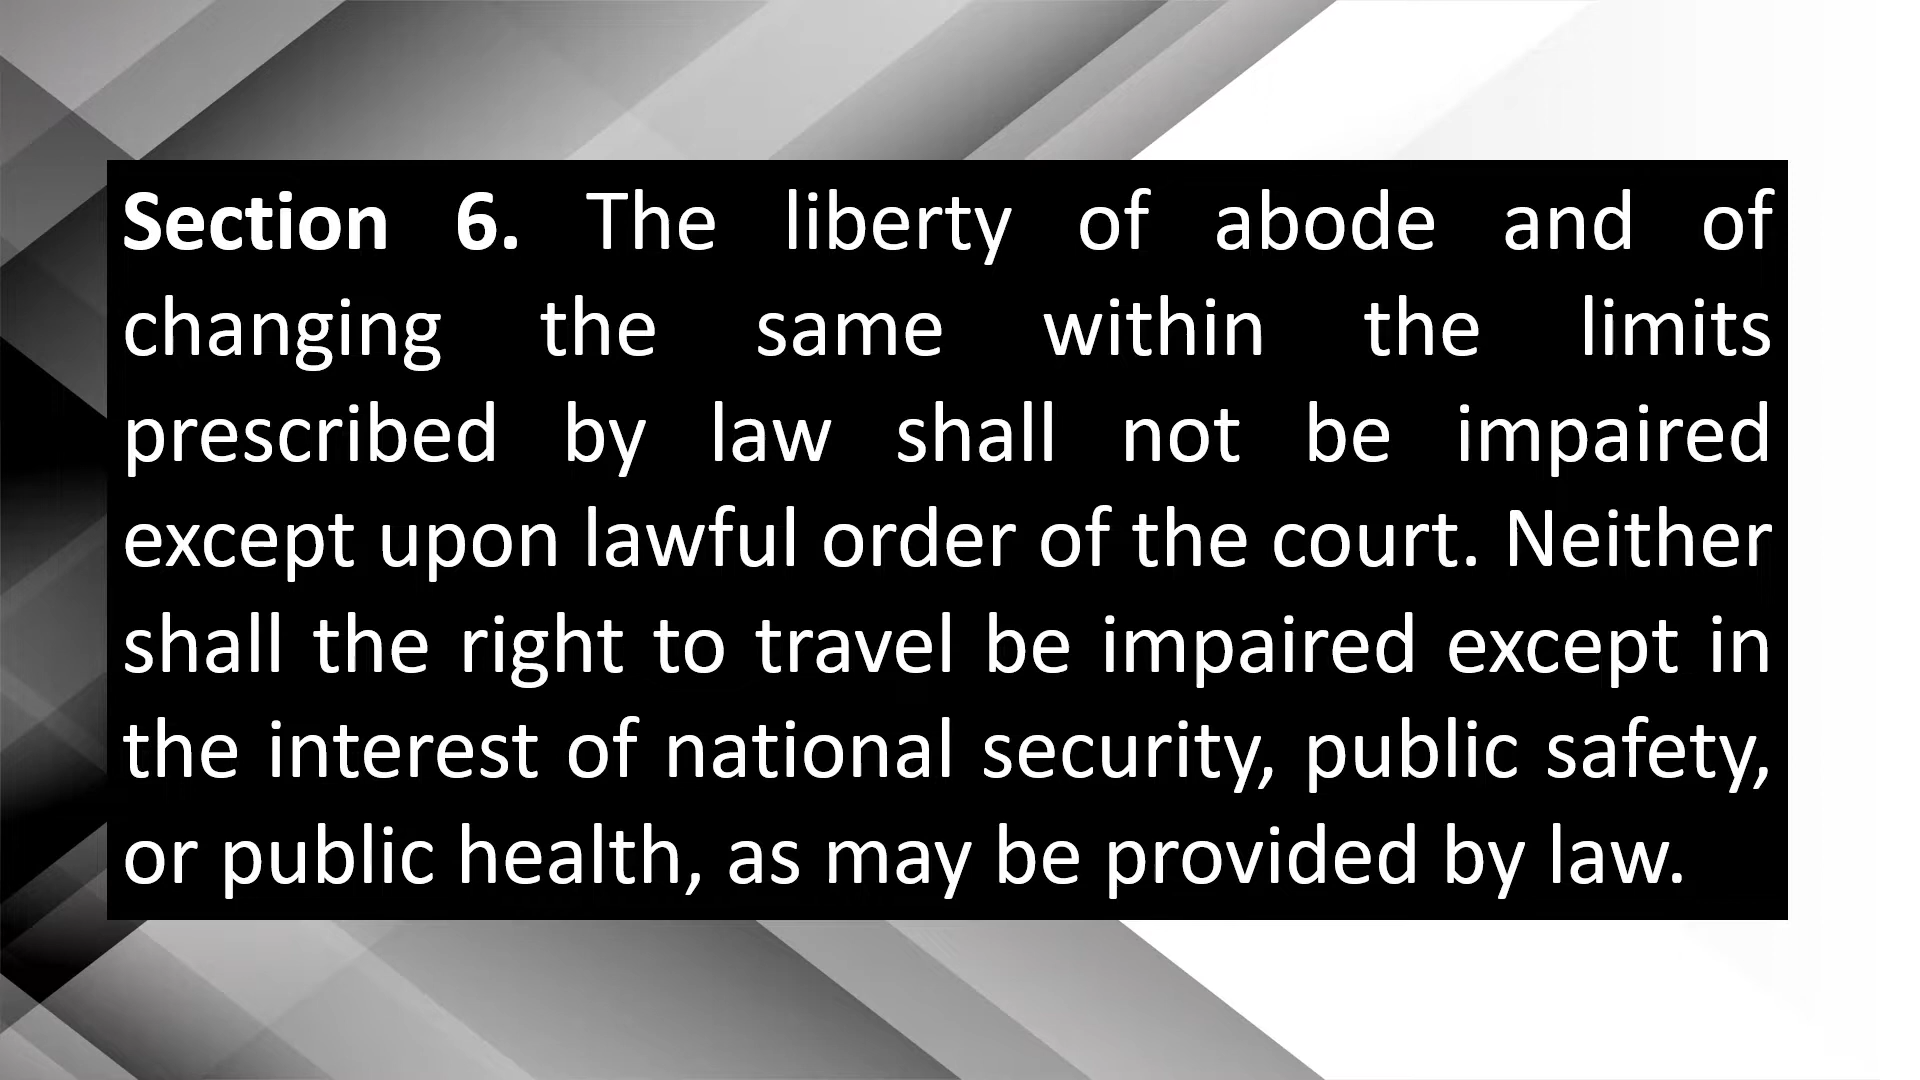 Section 6. The liberty of abode and of
changing the same within the limits
prescribed by law shall not be impaired
except upon lawful order of the court. Neither
shall the right to travel be impaired except in
the interest of national security, public safety,
or public health, as may be provided by law.